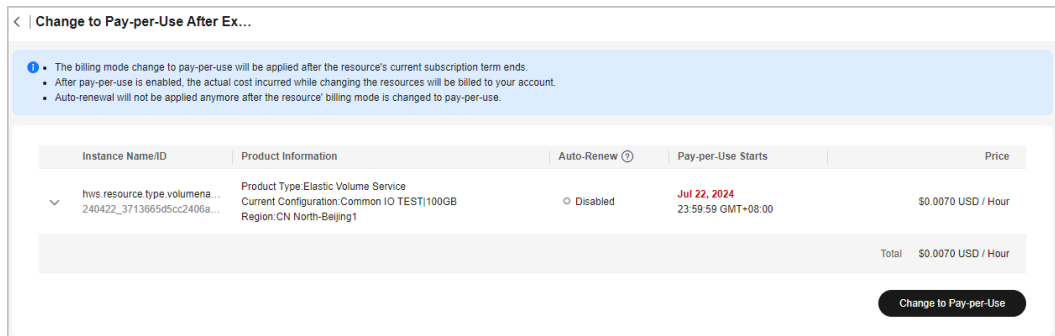 Change to Pay-per-Use After Ex...
The billing mode change to pay-per-use will be applied after the resource's current subscription term ends.
After pay-per-use is enabled, the actual cost incurred while changing the resources will be billed to your account.
Auto-renewal will not be applied anymore after the resource' billing mode is changed to pay-per-use.
Instance Name/ID Product Information Auto-Renew Pay-per-Use Starts Price
hws.resource.type.volumena...
240422_3713665d5cc2406a...
Product Type:Elastic Volume Service
Current Configuration:Common IO TEST|100GB
Region:CN North-Beijing1
Disabled
Jul 22, 2024
23:59:59 GMT+08:00
$0.0070 USD / Hour
Total $0.0070 USD / Hour
Change to Pay-per-Use